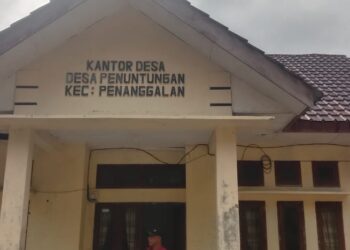 KANTOR DESA
DESA PENUNTUNGAN
KEC: PENANGGALAN